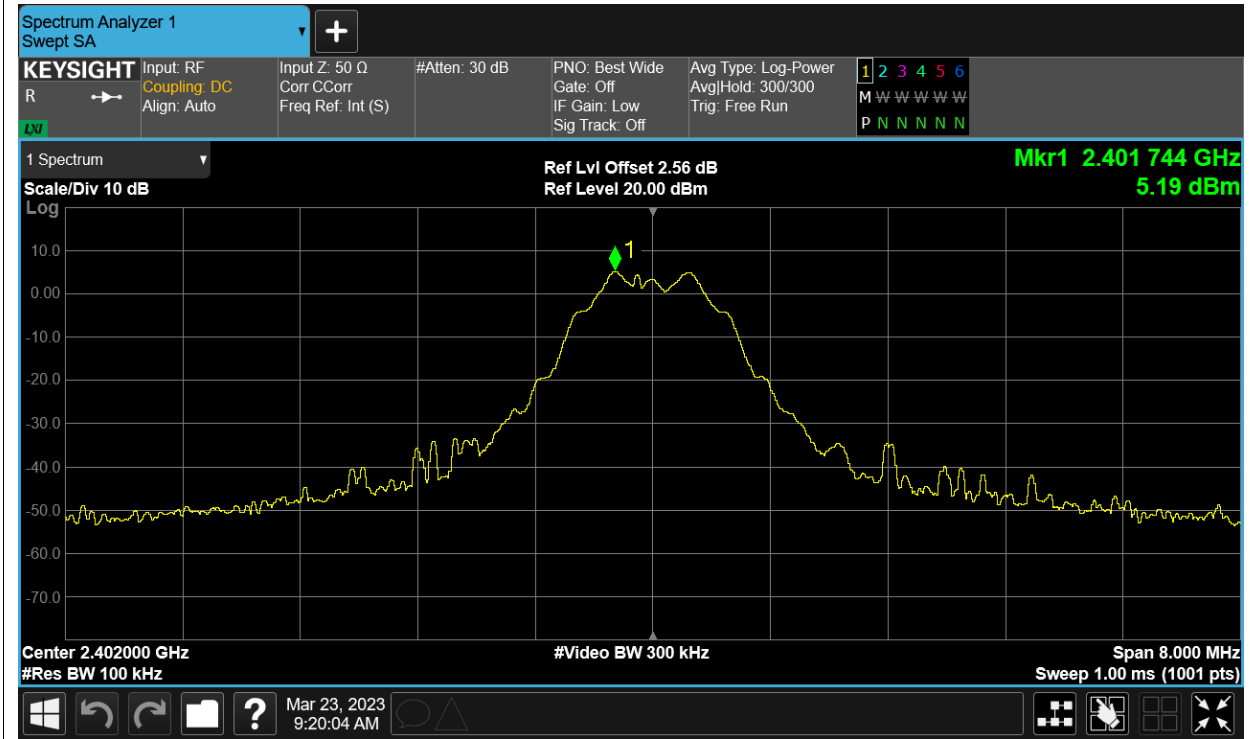 Spectrum Analyzer 1
Swept SA
KEYSIGHT
R
LXI
Input: RF
Coupling: DC
Align: Auto
Input Z: 50 Ω
Corr CCorr
Freq Ref: Int (S)
#Atten: 30 dB
PNO: Best Wide
Gate: Off
IF Gain: Low
Sig Track: Off
Avg Type: Log-Power
Avg|Hold: 300/300
Trig: Free Run
1 2 3 4 5 6
M W W W W W
P N N N N N
1 Spectrum
Scale/Div 10 dB
Log
Ref Lvl Offset 2.56 dB
Ref Level 20.00 dBm
Mkr1 2.401 744 GHz
5.19 dBm
1
10.0
0.00
-10.0
-20.0
-30.0
-40.0
-50.0
-60.0
-70.0
Center 2.402000 GHz
#Video BW 300 kHz
Span 8.000 MHz
#Res BW 100 kHz
Sweep 1.00 ms (1001 pts)
?
Mar 23, 2023
9:20:04 AM